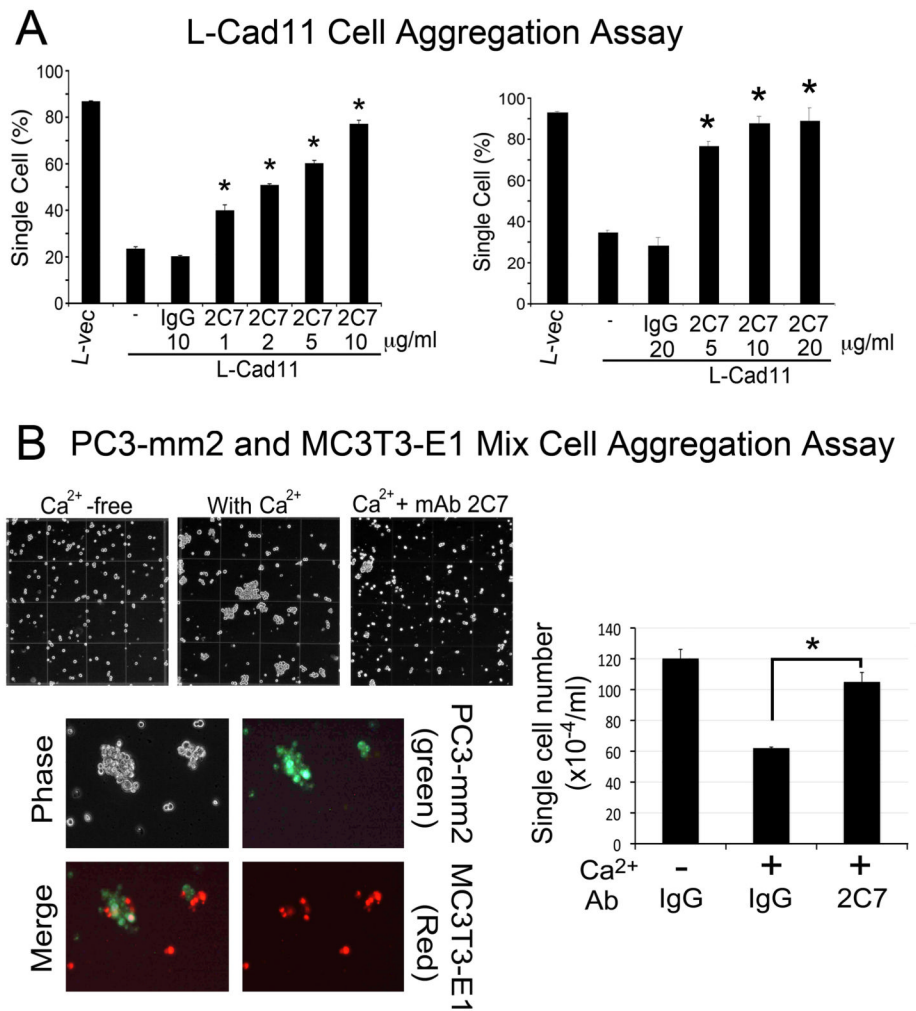 A L-Cad11 Cell Aggregation Assay
Single Cell (%)
100
80
60
40
20
0
* * * *
L-vec - IgG 2C7 2C7 2C7 2C7
10 1 2 5 10 μg/ml
L-Cad11
Single Cell (%)
100
80
60
40
20
0
* * *
L-vec - IgG 2C7 2C7 2C7
20 5 10 20 μg/ml
L-Cad11
B PC3-mm2 and MC3T3-E1 Mix Cell Aggregation Assay
Ca²⁺ -free With Ca²⁺ Ca²⁺ + mAb 2C7
Phase
PC3-mm2
(green)
Merge
MC3T3-E1
(Red)
Single cell number
(x10⁻⁴/ml)
140
120
100
80
60
40
20
0
*
Ca²⁺ - + +
Ab IgG IgG 2C7